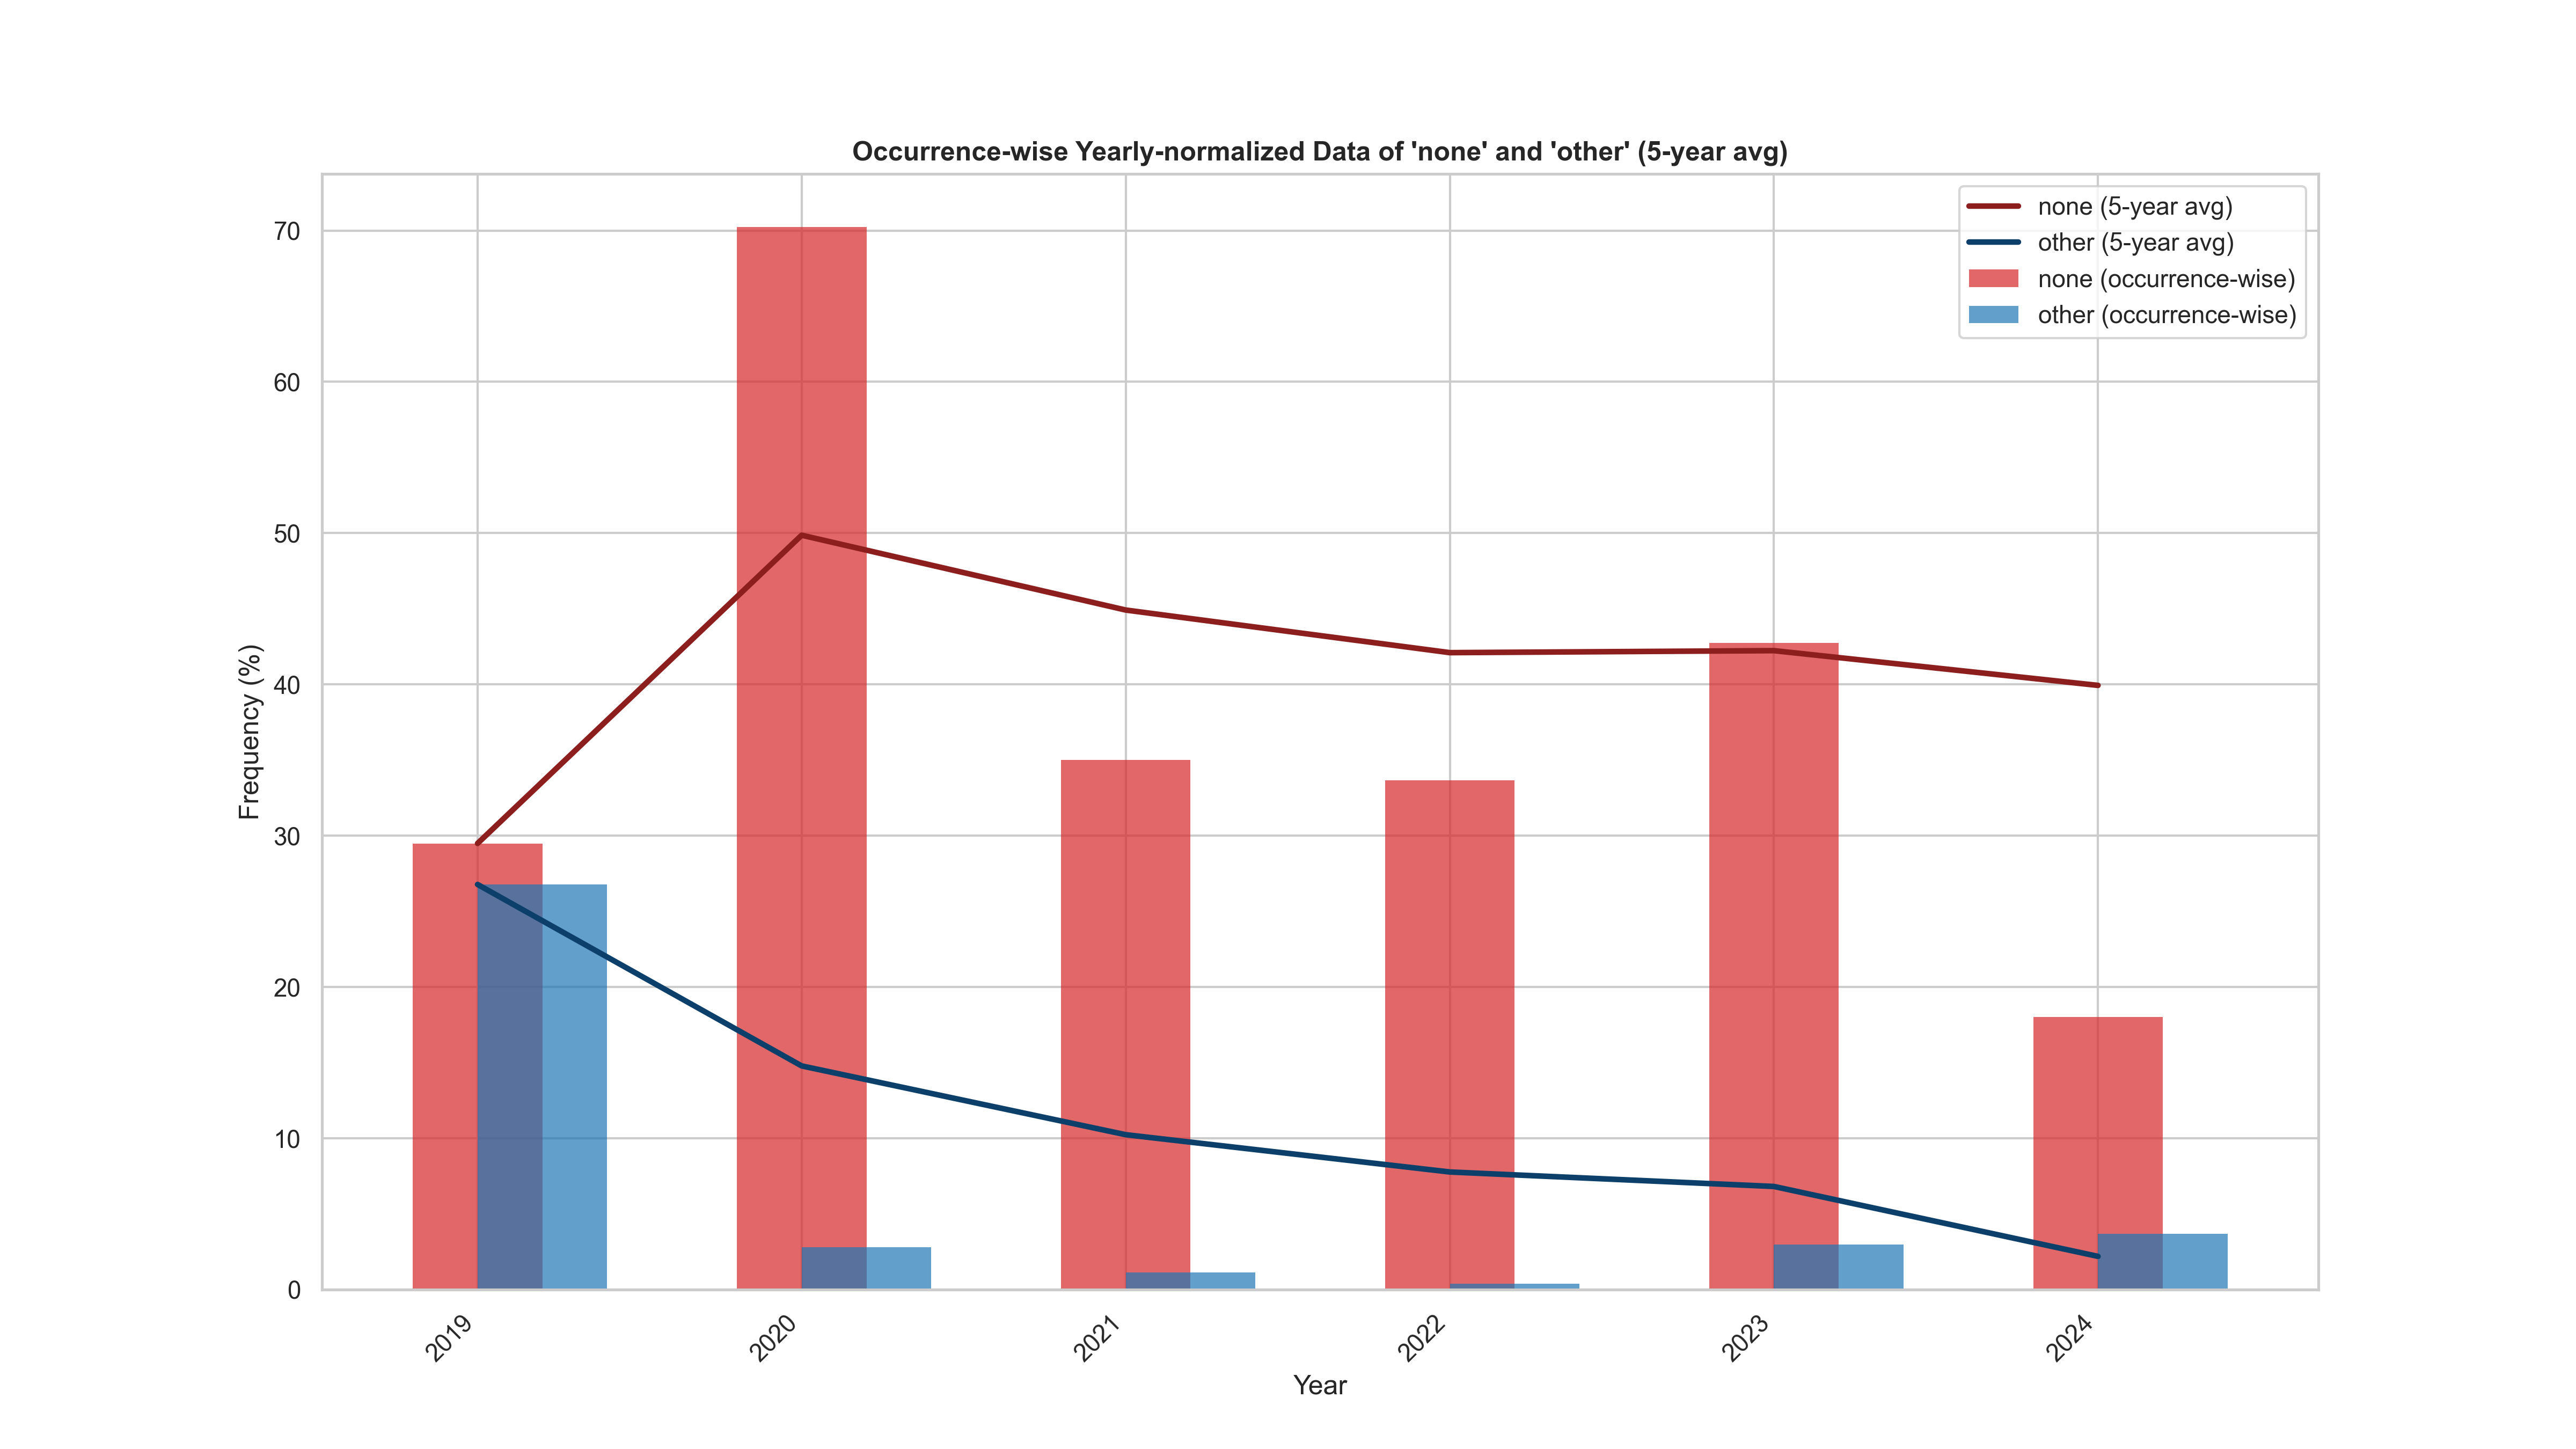 Occurrence-wise Yearly-normalized Data of 'none' and 'other' (5-year avg)
none (5-year avg)
other (5-year avg)
none (occurrence-wise)
other (occurrence-wise)
Frequency (%)
70
60
50
40
30
20
10
0
2019
2020
2021
2022
2023
2024
Year